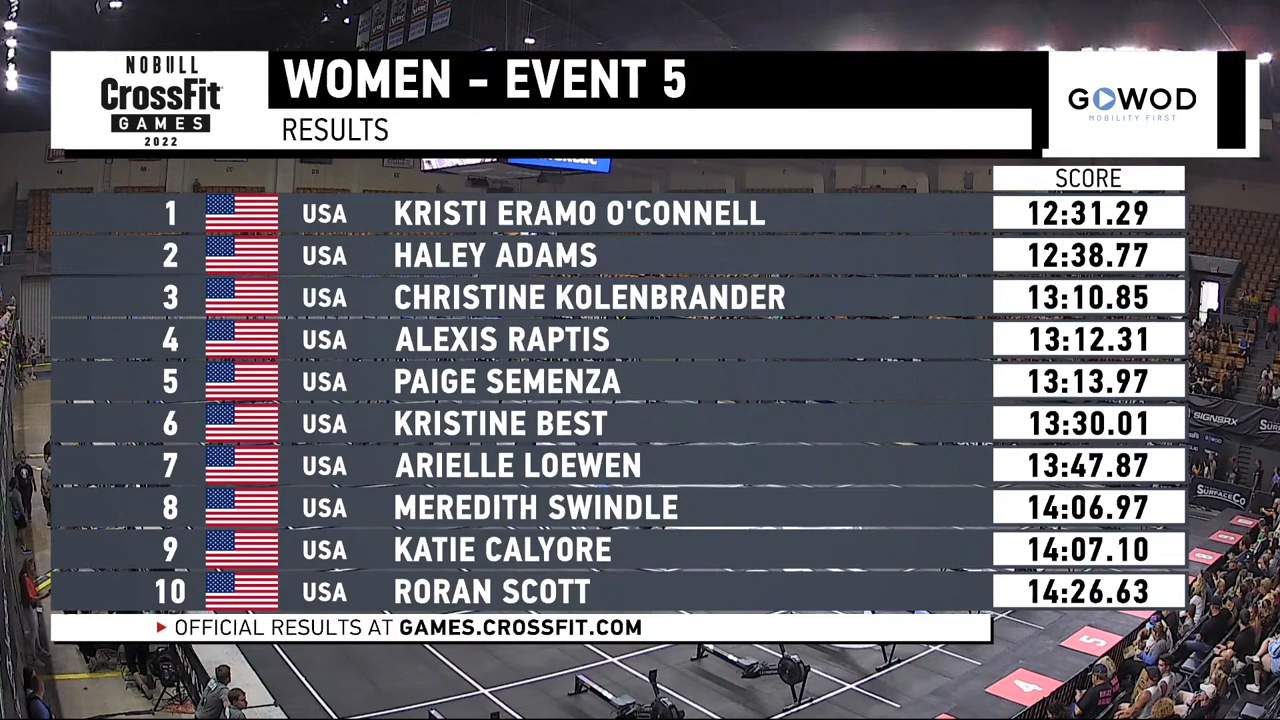 NOBULL
CrossFit
GAMES
2022
WOMEN - EVENT 5
RESULTS
GOWOD
MOBILITY FIRST
SCORE
1 USA KRISTI ERAMO O'CONNELL 12:31.29
2 USA HALEY ADAMS 12:38.77
3 USA CHRISTINE KOLENBRANDER 13:10.85
4 USA ALEXIS RAPTIS 13:12.31
5 USA PAIGE SEMENZA 13:13.97
6 USA KRISTINE BEST 13:30.01
7 USA ARIELLE LOEWEN 13:47.87
8 USA MEREDITH SWINDLE 14:06.97
9 USA KATIE CALYORE 14:07.10
10 USA RORAN SCOTT 14:26.63
OFFICIAL RESULTS AT GAMES.CROSSFIT.COM
SIGNBRX
SURFACECO
5
4